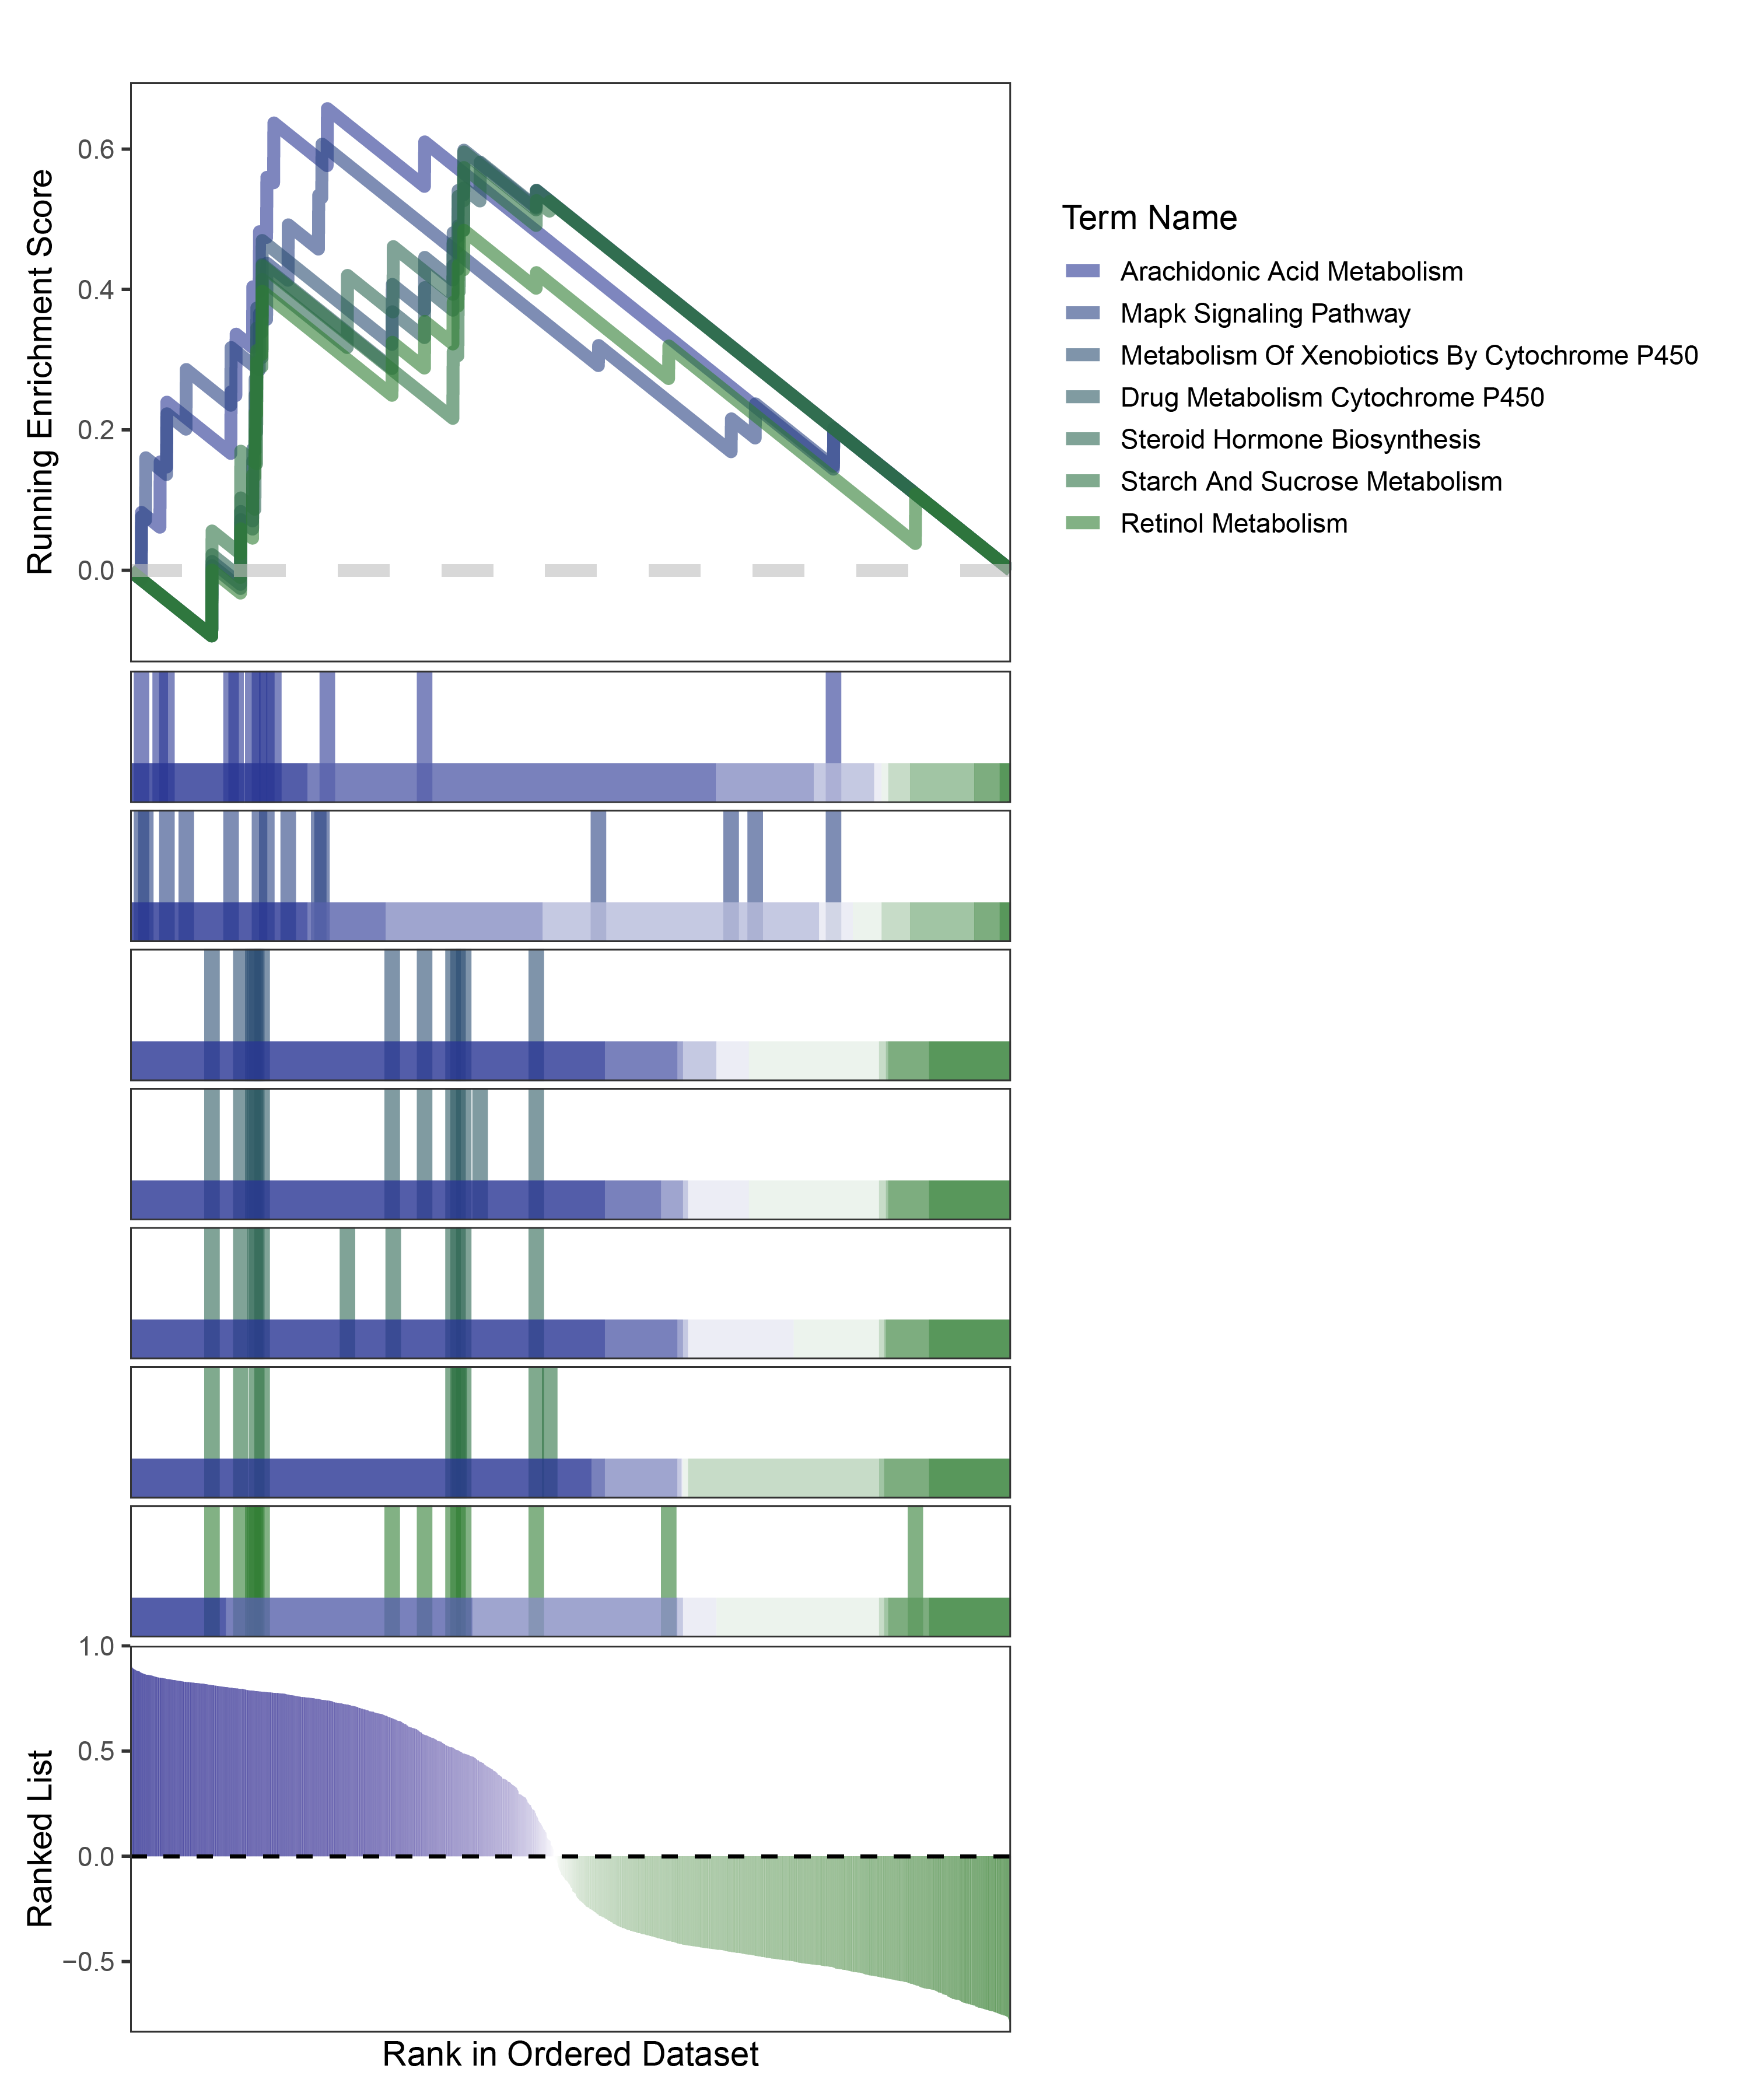 Running Enrichment Score
0.6
0.4
0.2
0.0
Term Name
Arachidonic Acid Metabolism
Mapk Signaling Pathway
Metabolism Of Xenobiotics By Cytochrome P450
Drug Metabolism Cytochrome P450
Steroid Hormone Biosynthesis
Starch And Sucrose Metabolism
Retinol Metabolism
Ranked List
1.0
0.5
0.0
−0.5
Rank in Ordered Dataset